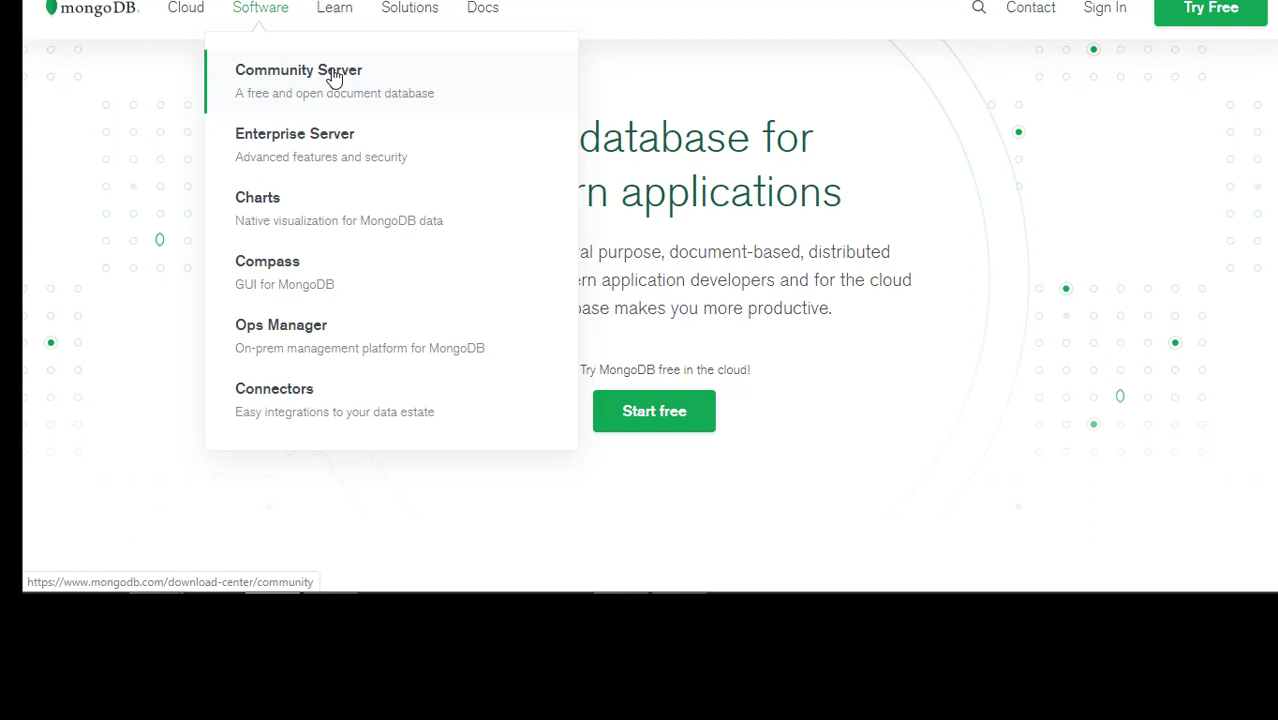 mongoDB.
Cloud
Software
Learn
Solutions
Docs
Contact
Sign In
Try Free
Community Server
A free and open document database
Enterprise Server
Advanced features and security
Charts
Native visualization for MongoDB data
Compass
GUI for MongoDB
Ops Manager
On-prem management platform for MongoDB
Connectors
Easy integrations to your data estate
database for
rn applications
al purpose, document-based, distributed
ern application developers and for the cloud
base makes you more productive.
Try MongoDB free in the cloud!
Start free
https://www.mongodb.com/download-center/community